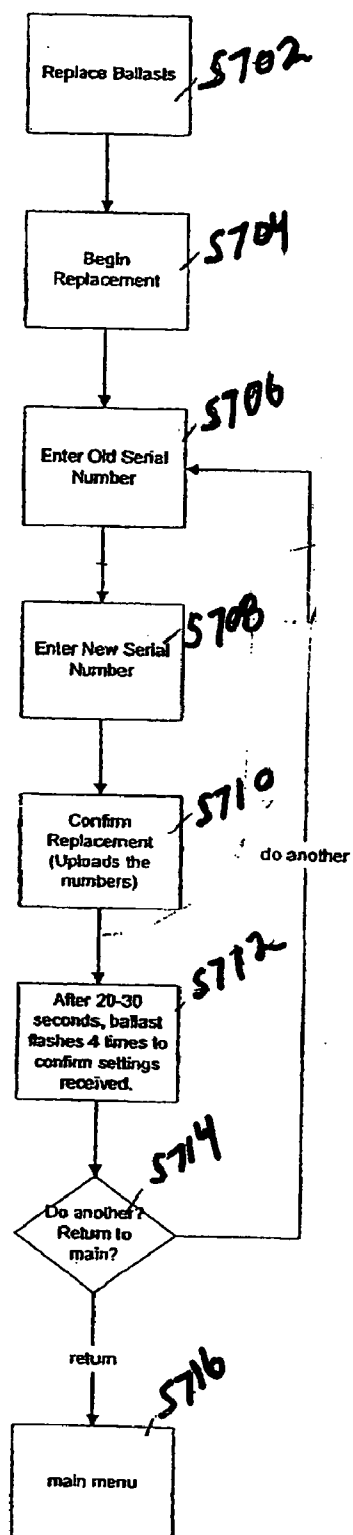 Replace Ballasts
S702
Begin
Replacement
S704
Enter Old Serial
Number
S706
Enter New Serial
Number
S708
Confirm
Replacement
(Uploads the
numbers)
S710
do another
After 20-30
seconds, ballast
flashes 4 times to
confirm settings
received.
S712
Do another?
Return to
main?
S714
return
main menu
S716